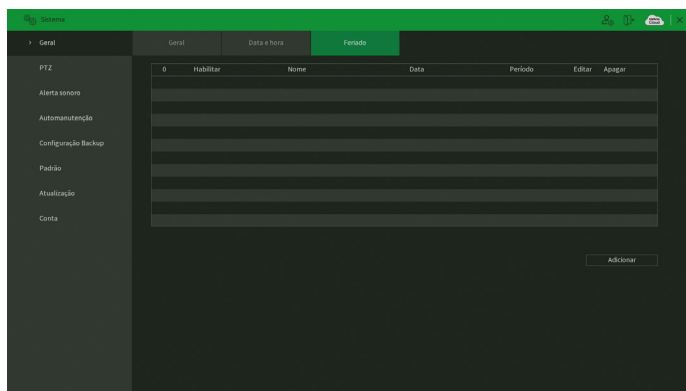 Sistema
Geral
PTZ
Alerta sonoro
Automanutenção
Configuração Backup
Padrão
Atualização
Conta
Geral Data e hora Feriado
0 Habilitar Nome Data Período Editar Apagar
Adicionar